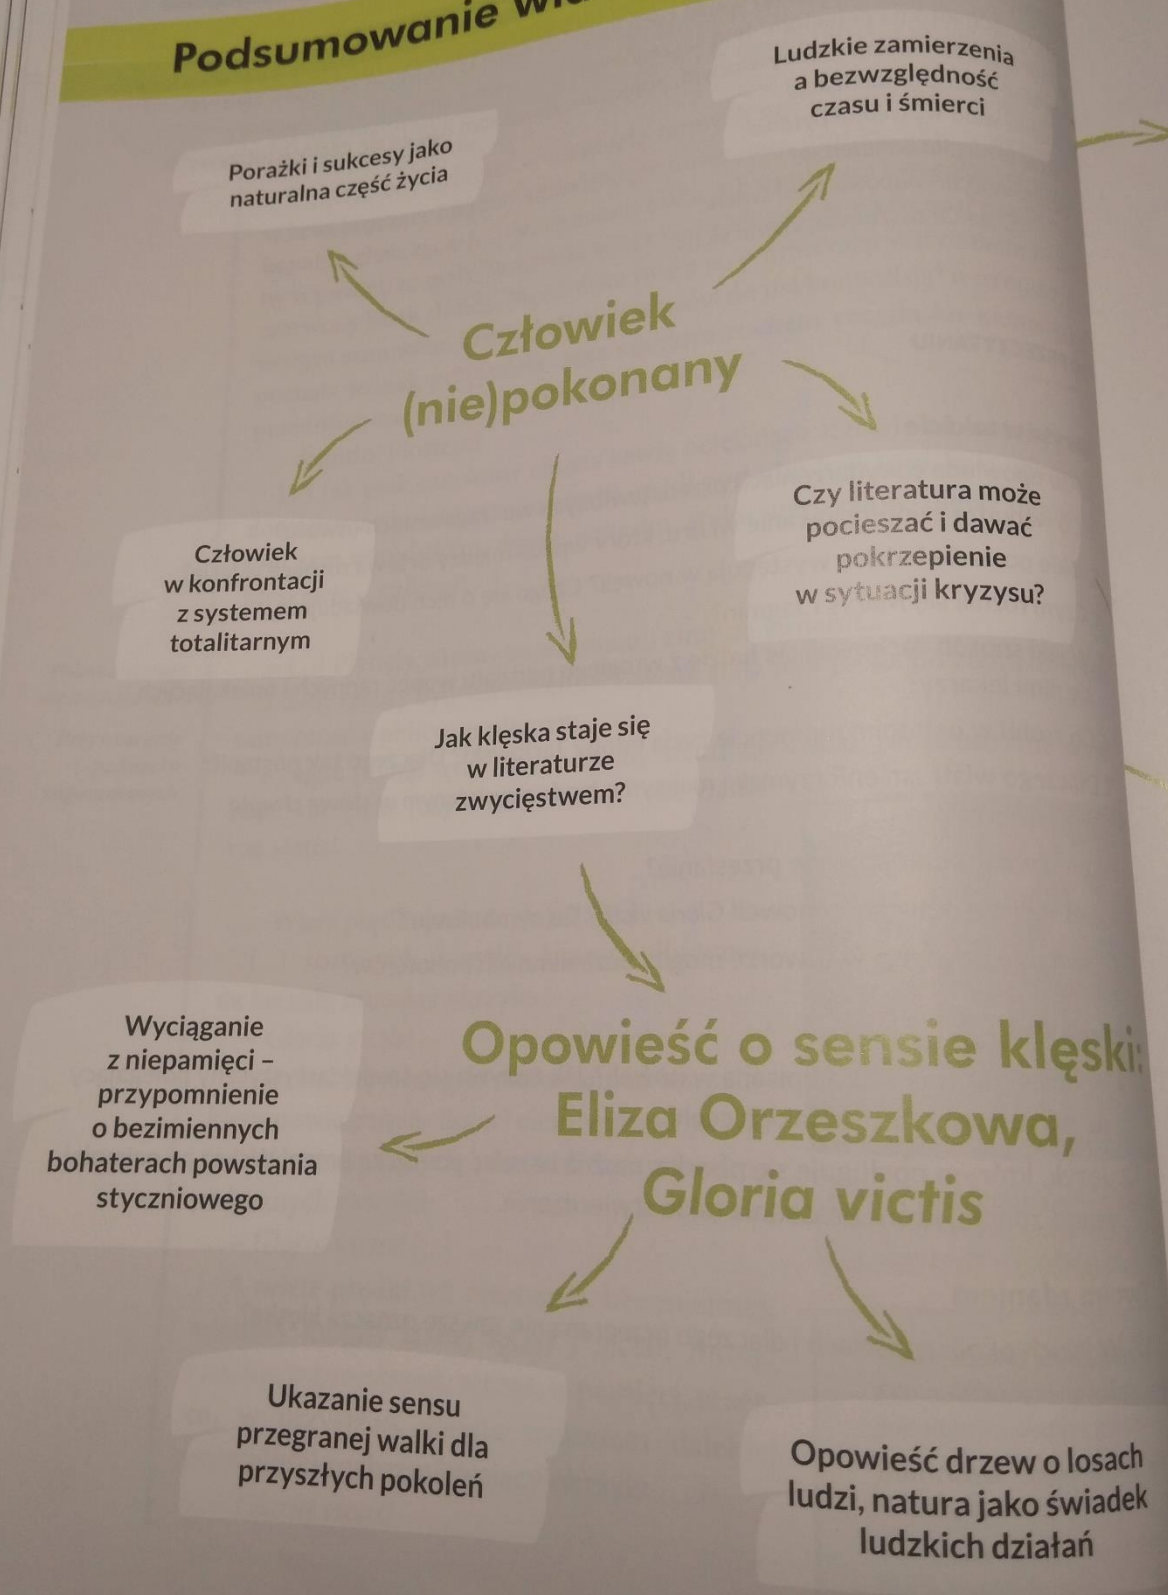 Podsumowanie
Ludzkie zamierzenia
a bezwzględność
czasu i śmierci
Porażki i sukcesy jako
naturalna część życia
Człowiek
(nie)pokonany
Człowiek
w konfrontacji
z systemem
totalitarnym
Czy literatura może
pocieszać i dawać
pokrzepienie
w sytuacji kryzysu?
Jak klęska staje się
w literaturze
zwycięstwem?
Opowieść o sensie klęski:
Eliza Orzeszkowa,
Gloria victis
Wyciąganie
z niepamięci –
przypomnienie
o bezimiennych
bohaterach powstania
styczniowego
Ukazanie sensu
przegranej walki dla
przyszłych pokoleń
Opowieść drzew o losach
ludzi, natura jako świadek
ludzkich działań